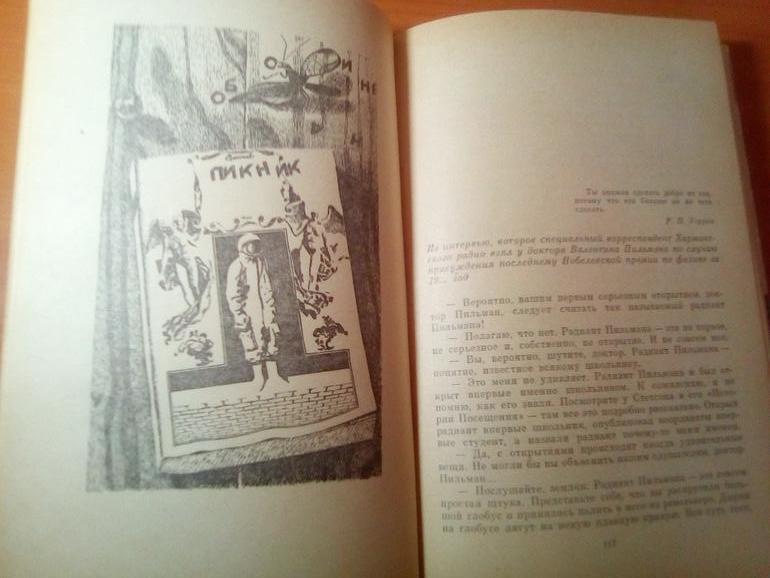 О И
ОБ НЕ
Н
ПИКНИК
Ты должен сделать добро из зла,
потому что его больше не из чего
сделать.
Р. П. Уоррен
Из интервью, которое специальный корреспондент Хармонт-
ского радио взял у доктора Валентина Пильмана по случаю
присуждения последнему Нобелевской премии по физике за
19... год
— Вероятно, вашим первым серьезным открытием, док-
тор Пильман, следует считать так называемый радиант
Пильмана?
— Полагаю, что нет. Радиант Пильмана — это не первое,
не серьезное и, собственно, не открытие. И не совсем мое.
— Вы, вероятно, шутите, доктор. Радиант Пильмана —
понятие, известное всякому школьнику.
— Это меня не удивляет. Радиант Пильмана и был от-
крыт впервые именно школьником. К сожалению, я не
помню, как его звали. Посмотрите у Стетсона в его «Исто-
рии Посещения» — там все это подробно рассказано. Открыл
радиант впервые школьник, опубликовал координаты впер-
вые студент, а назвали радиант почему-то моим именем.
— Да, с открытиями происходят иногда удивительные
вещи. Не могли бы вы объяснить нашим слушателям, доктор
Пильман...
— Послушайте, земляк. Радиант Пильмана — это совсем
простая штука. Представьте себе, что вы раскрутили боль-
шой глобус и принялись палить в него из револьвера. Дырки
на глобусе лягут на некую плавную кривую. Вся суть того,
117